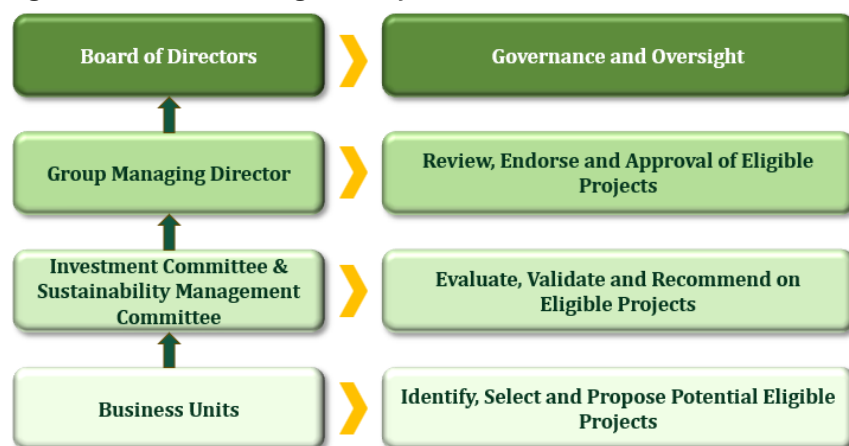 Board of Directors
Governance and Oversight
Group Managing Director
Review, Endorse and Approval of Eligible
Projects
Investment Committee &
Sustainability Management
Committee
Evaluate, Validate and Recommend on
Eligible Projects
Business Units
Identify, Select and Propose Potential Eligible
Projects